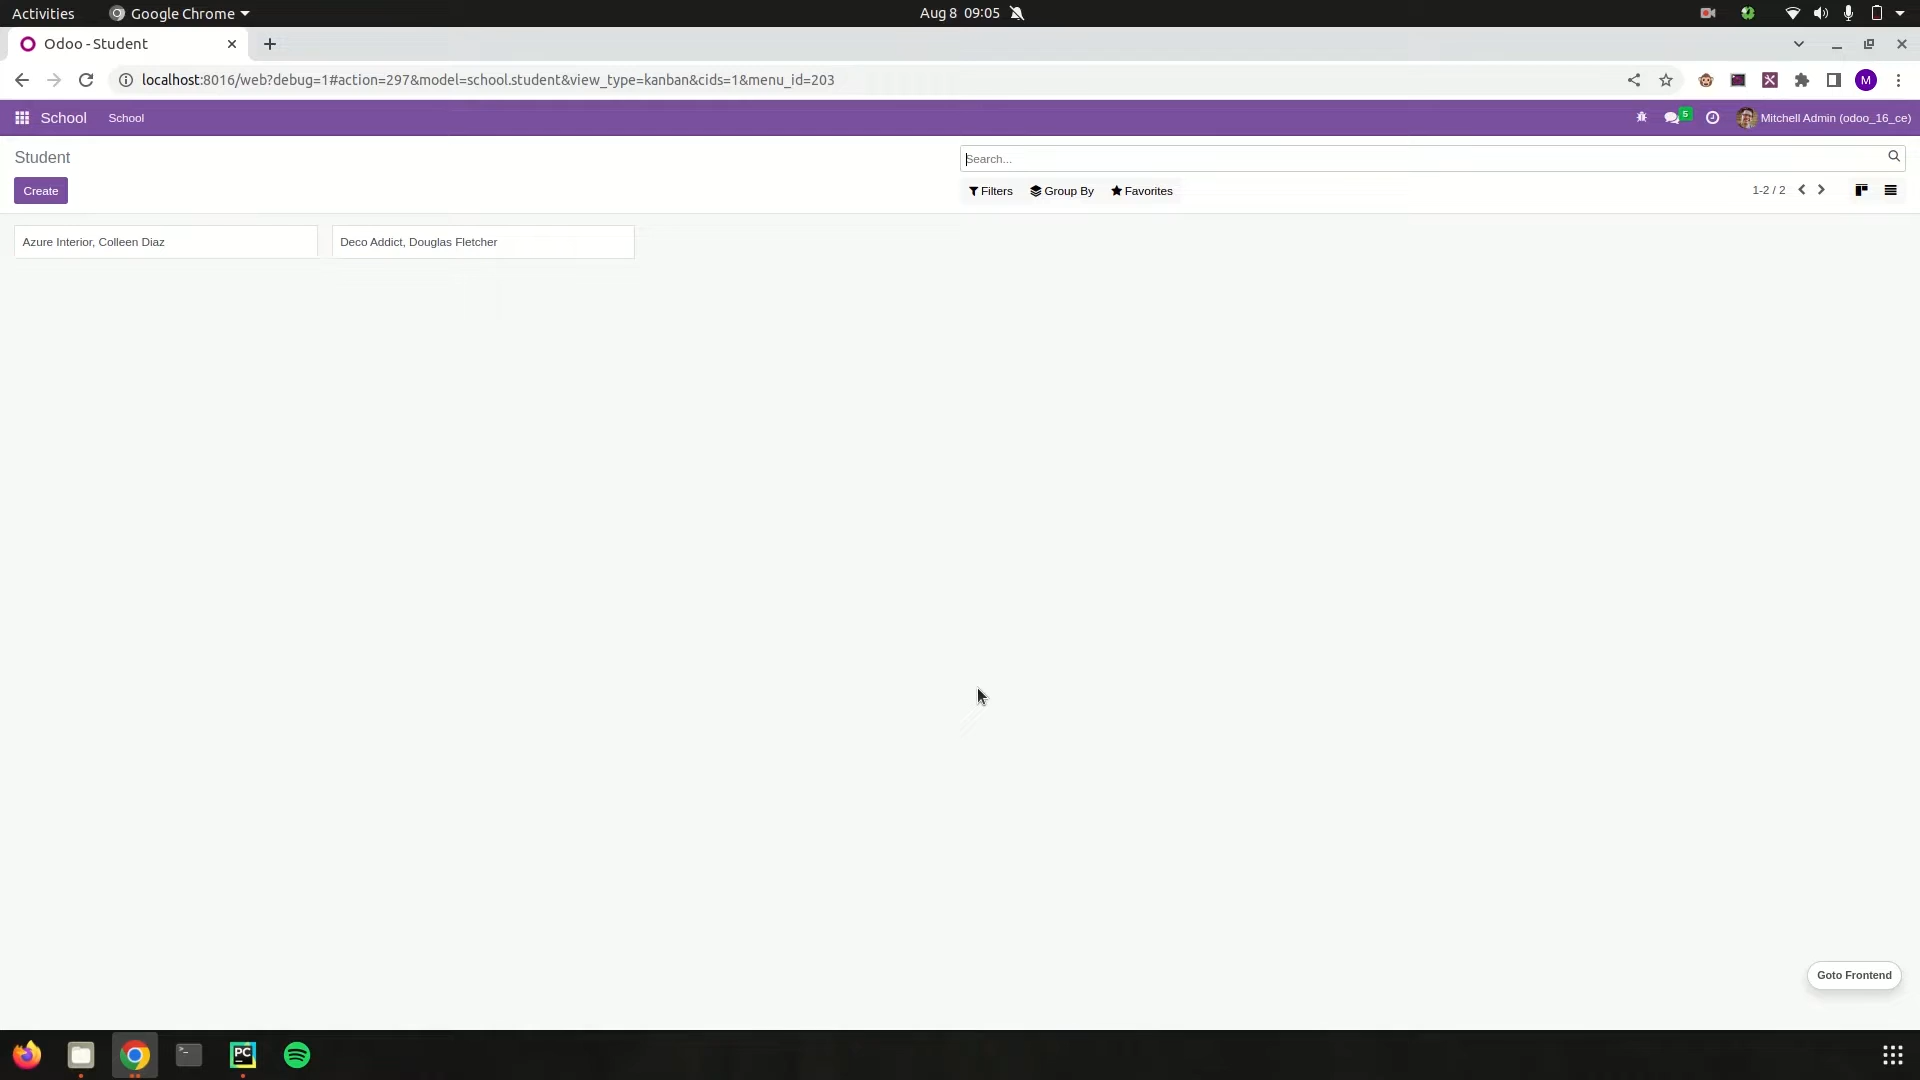 Activities Google Chrome Aug 8 09:05
Odoo - Student
localhost:8016/web?debug=1#action=297&model=school.student&view_type=kanban&cids=1&menu_id=203 M
School School 5 Mitchell Admin (odoo_16_ce)
Student Search...
Create Filters Group By Favorites 1-2 / 2
Azure Interior, Colleen Diaz Deco Addict, Douglas Fletcher
Goto Frontend
PC